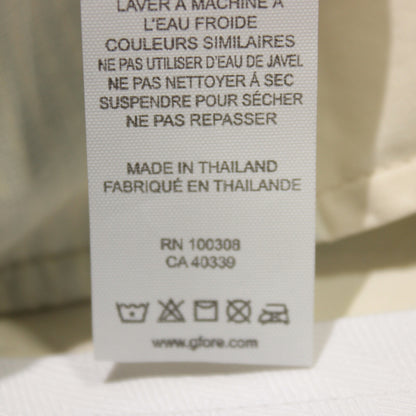 LAVER À MACHINE À
L'EAU FROIDE
COULEURS SIMILAIRES
NE PAS UTILISER D'EAU DE JAVEL
NE PAS NETTOYER À SEC
SUSPENDRE POUR SÉCHER
NE PAS REPASSER
MADE IN THAILAND
FABRIQUÉ EN THAILANDE
RN 100308
CA 40339
www.gfore.com